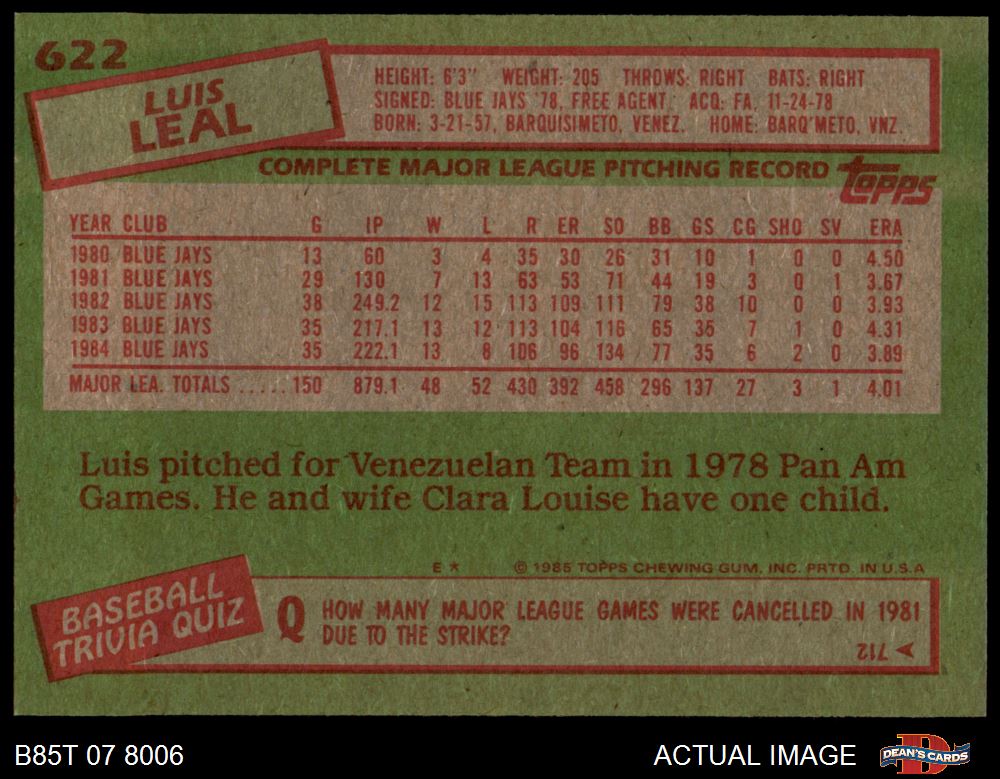 622
LUIS
LEAL
HEIGHT: 6'3" WEIGHT: 205 THROWS: RIGHT BATS: RIGHT
SIGNED: BLUE JAYS '78, FREE AGENT, ACQ: FA, 11-24-78
BORN: 3-21-57, BARQUISIMETO, VENEZ. HOME: BARQ'METO, VNZ.
COMPLETE MAJOR LEAGUE PITCHING RECORD
topps
YEAR CLUB G IP W L R ER SO BB GS CG SHO SV ERA
1980 BLUE JAYS 13 60 3 4 35 30 26 31 10 1 0 0 4.50
1981 BLUE JAYS 29 130 7 13 63 53 71 44 19 3 0 1 3.67
1982 BLUE JAYS 38 249.2 12 15 113 109 111 79 38 10 0 0 3.93
1983 BLUE JAYS 35 217.1 13 12 113 104 116 65 35 7 1 0 4.31
1984 BLUE JAYS 35 222.1 13 8 106 96 134 77 35 6 2 0 3.89
MAJOR LEA. TOTALS ..... 150 879.1 48 52 430 392 458 296 137 27 3 1 4.01
Luis pitched for Venezuelan Team in 1978 Pan Am
Games. He and wife Clara Louise have one child.
E * © 1985 TOPPS CHEWING GUM, INC. PRTD. IN U.S.A
BASEBALL
TRIVIA QUIZ
Q HOW MANY MAJOR LEAGUE GAMES WERE CANCELLED IN 1981
DUE TO THE STRIKE?
712
B85T 07 8006
ACTUAL IMAGE
DEAN'S CARDS